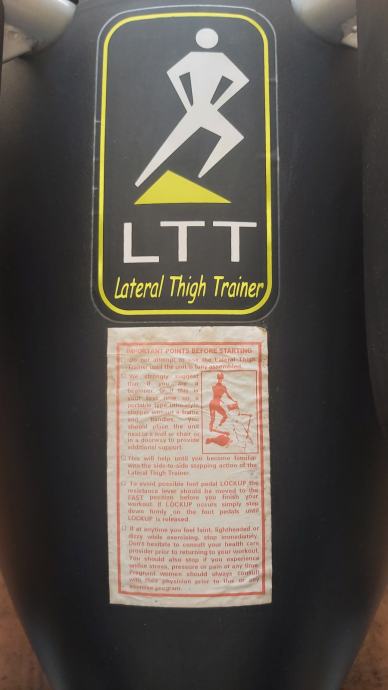 LTT
Lateral Thigh Trainer
IMPORTANT POINTS BEFORE STARTING
Do not attempt to use the Lateral Thigh
Trainer until the unit is fully assembled.
We strongly suggest
that if you are a
beginner or if this is
your first time on a
portable type
stepper without a
and handles, you
should place the unit
next to a wall or chair or
in a doorway to provide
additional support.
This will help until you become familiar
with the side-to-side stepping action of the
Lateral Thigh Trainer.
To avoid possible foot pedal LOCKUP the
resistance lever should be moved to the
FAST position before you finish your
workout. If LOCKUP occurs simply step
down firmly on the foot pedals until
LOCKUP is released.
If at anytime you feel faint, lightheaded or
dizzy while exercising, stop immediately.
Don't hesitate to consult your health care
provider prior to returning to your workout.
You should also stop if you experience
stress, pressure or pain at any time.
Pregnant women should always consult
with their physician prior to this or any
exercise program.